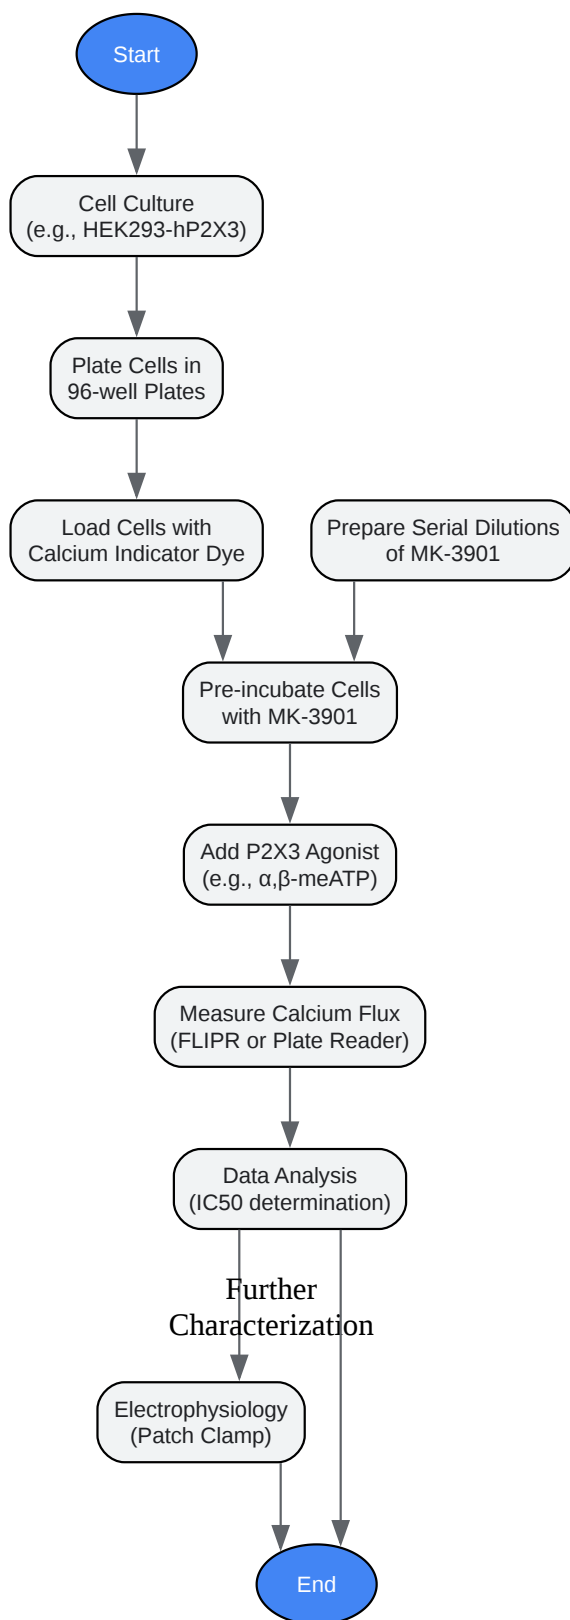 Start
Cell Culture
(e.g., HEK293-hP2X3)
Plate Cells in
96-well Plates
Load Cells with
Calcium Indicator Dye
Prepare Serial Dilutions
of MK-3901
Pre-incubate Cells
with MK-3901
Add P2X3 Agonist
(e.g., α,β-meATP)
Measure Calcium Flux
(FLIPR or Plate Reader)
Data Analysis
(IC50 determination)
Further
Characterization
Electrophysiology
(Patch Clamp)
End